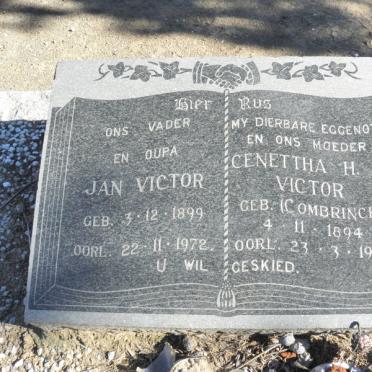 Hier Rus
ONS VADER
EN OUPA
JAN VICTOR
GEB. 3·12·1899
OORL. 22·11·1972.
MY DIERBARE
EN ONS MOEDER
CENETTHA H.
VICTOR
GEB. (COMBRINCK
4·11·1894
OORL. 23·3·
U WIL GESKIED.